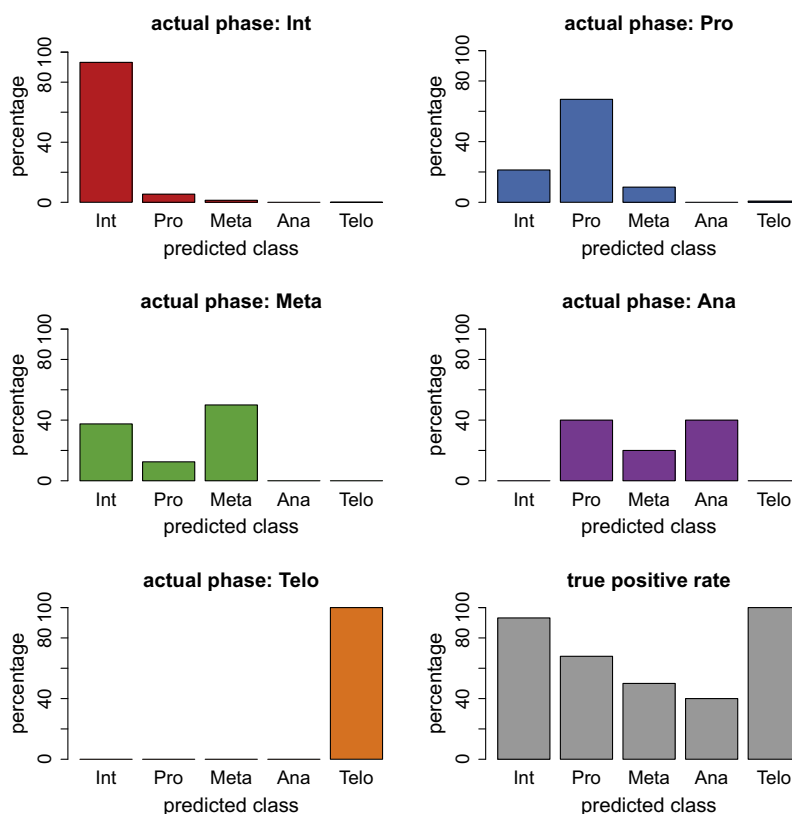 actual phase: Int
percentage
0 40 80 100
Int Pro Meta Ana Telo
predicted class
actual phase: Pro
percentage
0 40 80 100
Int Pro Meta Ana Telo
predicted class
actual phase: Meta
percentage
0 40 80 100
Int Pro Meta Ana Telo
predicted class
actual phase: Ana
percentage
0 40 80 100
Int Pro Meta Ana Telo
predicted class
actual phase: Telo
percentage
0 40 80 100
Int Pro Meta Ana Telo
predicted class
true positive rate
percentage
0 40 80 100
Int Pro Meta Ana Telo
predicted class